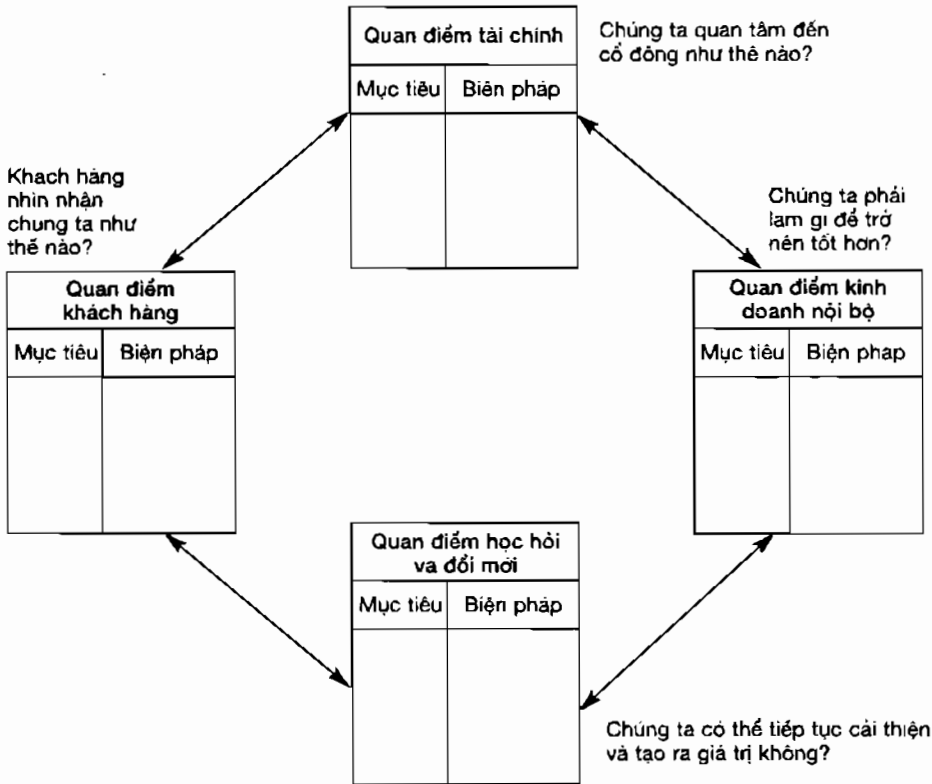 Quan điểm tài chính
Mục tiêu Biên pháp
Chúng ta quan tâm đến
cổ đông như thê nào?
Khach hàng
nhìn nhận
chung ta như
thế nào?
Chúng ta phải
lam gi để trở
nên tốt hơn?
Quan điểm
khách hàng
Mục tiêu Biện pháp
Quan điểm kinh
doanh nội bộ
Mục tiêu Biện phap
Quan điểm học hỏi
va đổi mới
Mục tiêu Biện pháp
Chúng ta có thể tiếp tục cải thiện
và tạo ra giá trị không?